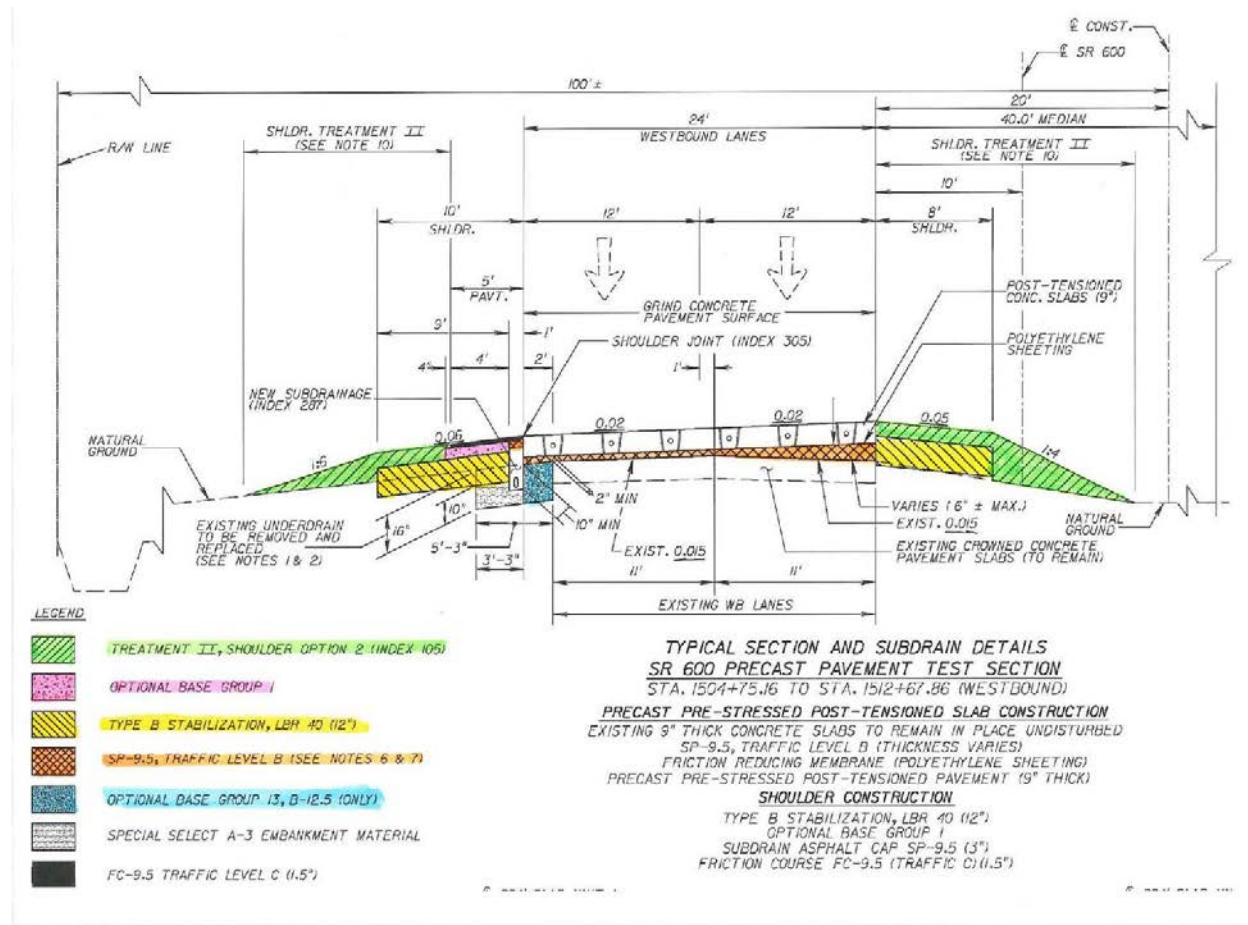 ℄ CONST.
℄ SR 600
100' ±
20'
24'
WESTBOUND LANES
40.0' MEDIAN
SHLDR. TREATMENT II
(SEE NOTE 10)
R/W LINE
SHLDR. TREATMENT II
(SEE NOTE 10)
10'
10'
SHLDR.
12'
12'
8'
SHLDR.
5'
PAVT.
POST-TENSIONED
CONC. SLABS (9")
GRIND CONCRETE
PAVEMENT SURFACE
9'
1'
SHOULDER JOINT (INDEX 305)
POLYETHYLENE
SHEETING
4"
4'
2'
1'
NEW SUBDRAINAGE
(INDEX 287)
0.06
0.02
0.02
0.05
NATURAL
GROUND
1:6
1:4
2" MIN
10" MIN
VARIES (6" ± MAX.)
EXIST. 0.015
NATURAL
GROUND
EXISTING UNDERDRAIN
TO BE REMOVED AND
REPLACED
(SEE NOTES 1 & 2)
10"
16"
5'-3"
3'-3"
EXIST. 0.015
EXISTING CROWNED CONCRETE
PAVEMENT SLABS (TO REMAIN)
11'
11'
EXISTING WB LANES
LEGEND
TREATMENT II, SHOULDER OPTION 2 (INDEX 105)
OPTIONAL BASE GROUP 1
TYPE B STABILIZATION, LBR 40 (12")
SP-9.5, TRAFFIC LEVEL B (SEE NOTES 6 & 7)
OPTIONAL BASE GROUP 13, B-12.5 (ONLY)
SPECIAL SELECT A-3 EMBANKMENT MATERIAL
FC-9.5 TRAFFIC LEVEL C (1.5")
TYPICAL SECTION AND SUBDRAIN DETAILS
SR 600 PRECAST PAVEMENT TEST SECTION
STA. 1504+75.16 TO STA. 1512+67.86 (WESTBOUND)
PRECAST PRE-STRESSED POST-TENSIONED SLAB CONSTRUCTION
EXISTING 9" THICK CONCRETE SLABS TO REMAIN IN PLACE UNDISTURBED
SP-9.5, TRAFFIC LEVEL B (THICKNESS VARIES)
FRICTION REDUCING MEMBRANE (POLYETHYLENE SHEETING)
PRECAST PRE-STRESSED POST-TENSIONED PAVEMENT (9" THICK)
SHOULDER CONSTRUCTION
TYPE B STABILIZATION, LBR 40 (12")
OPTIONAL BASE GROUP 1
SUBDRAIN ASPHALT CAP SP-9.5 (3")
FRICTION COURSE FC-9.5 (TRAFFIC C) (1.5")